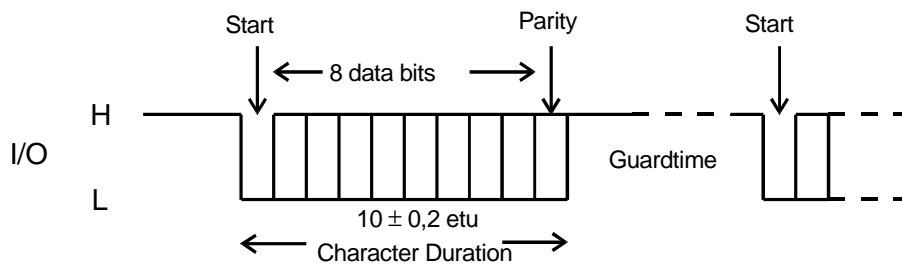 Start
Parity
Start
8 data bits
H
I/O
Guardtime
L
10 ± 0,2 etu
Character Duration